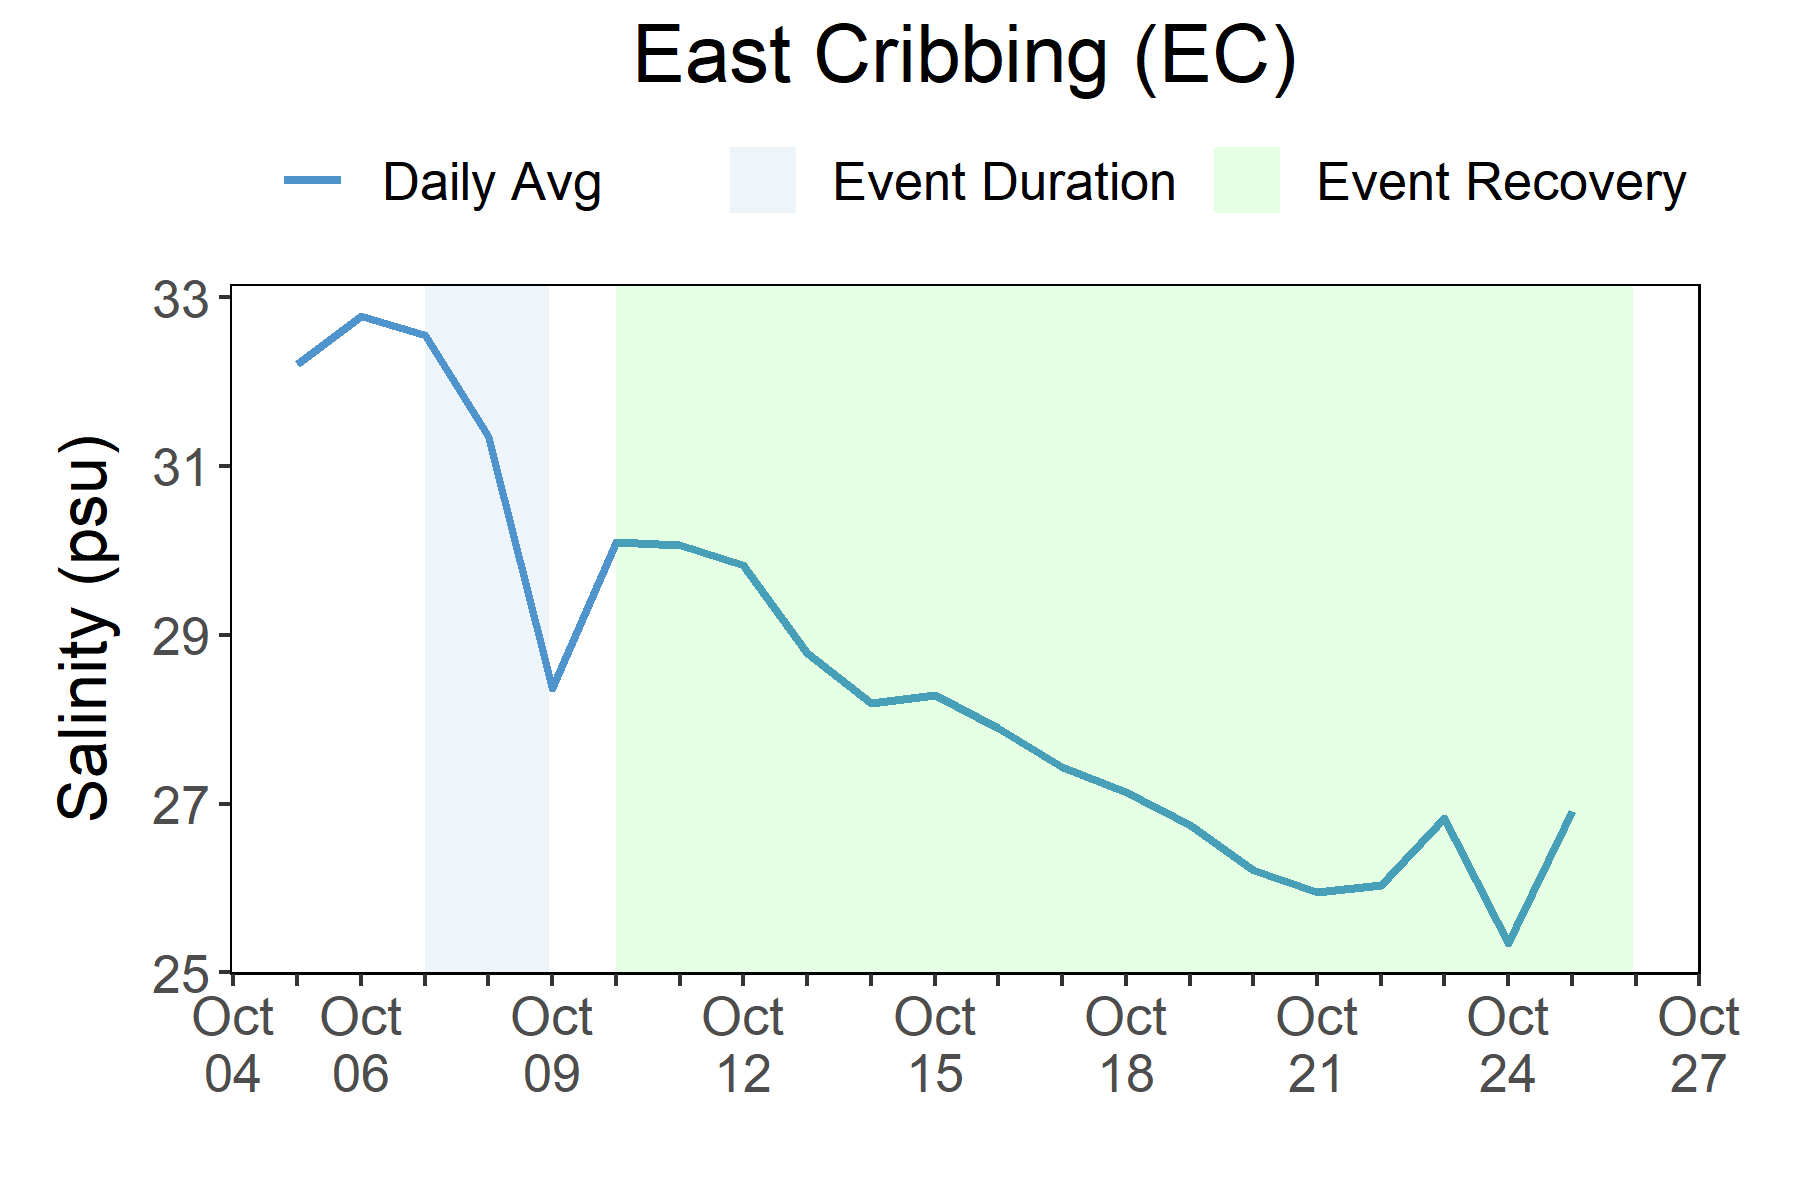 East Cribbing (EC)
Daily Avg Event Duration Event Recovery
Salinity (psu)
33
31
29
27
25
Oct Oct Oct Oct Oct Oct Oct Oct Oct
04 06 09 12 15 18 21 24 27